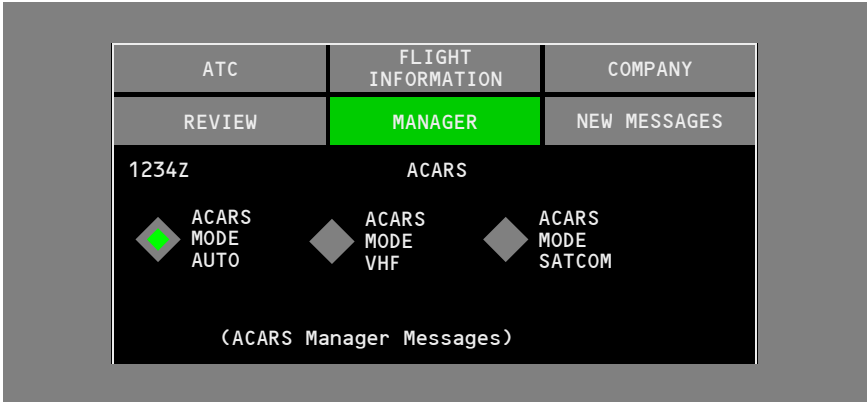 ATC
FLIGHT
INFORMATION
COMPANY
REVIEW
MANAGER
NEW MESSAGES
1234Z
ACARS
ACARS
MODE
AUTO
ACARS
MODE
VHF
ACARS
MODE
SATCOM
(ACARS Manager Messages)